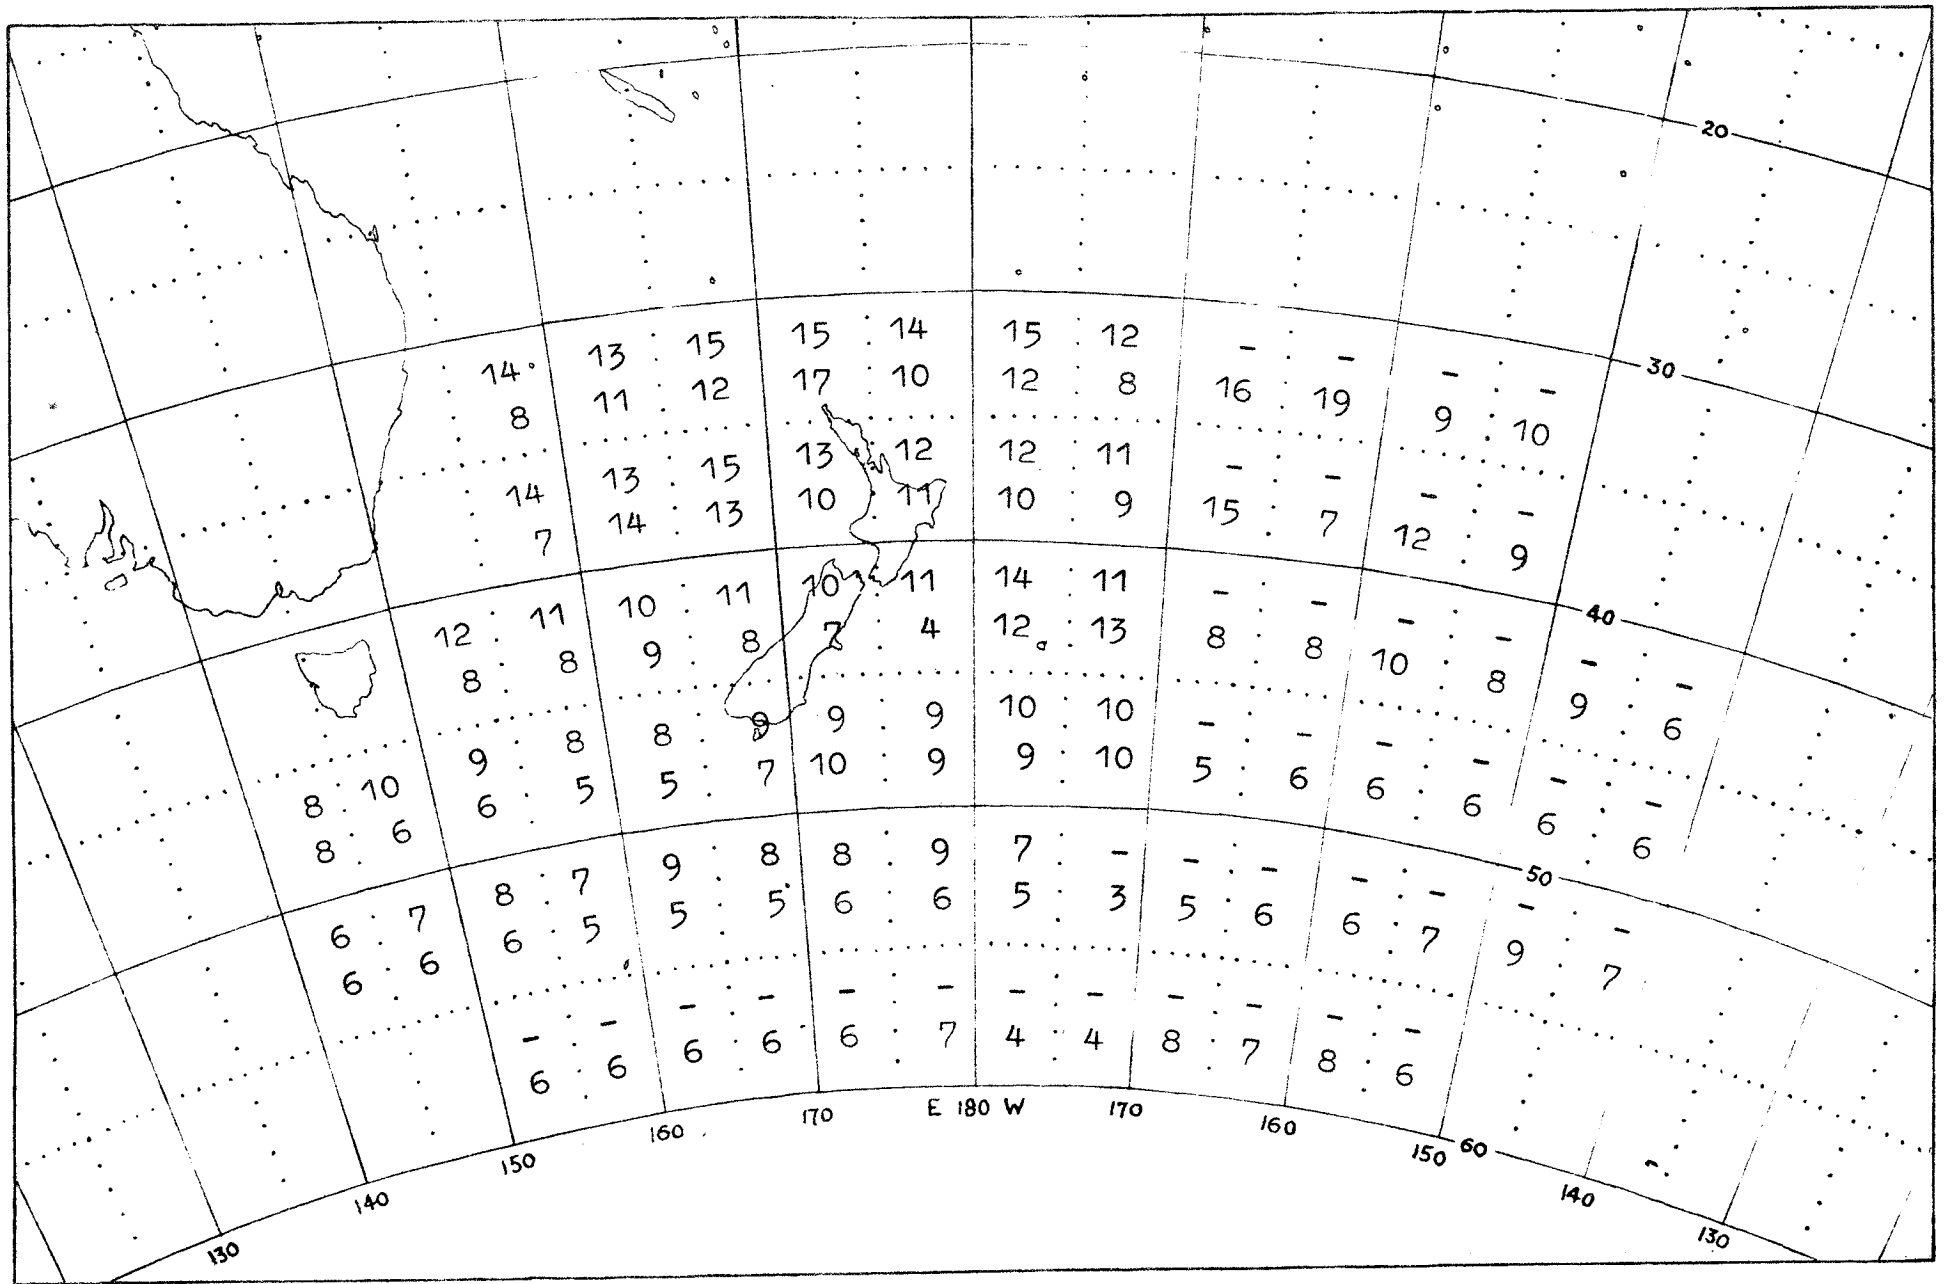 20
15 14 15 12
13 15 - -
14 - - 30
17 10 12 8
11 12 16 19
8 9 10
13 12 12 11
13 15 - -
14 - -
10 11 10 9
14 13 15 7
7 12 9
10 11 14 11
10 11 - -
12 11 - - 40
7 4 12 13
9 8 8 8
8 8 10 8
- -
9 6
9 9 10 10
8 9 - -
9 8 - -
8 10 - -
10 9 9 10
5 7 5 6
6 5 6 6
8 6 6 6
50
8 9 7 -
9 8 - -
8 7 - -
6 7 - -
6 6 5 3
5 5 5 6
6 5 6 7
6 6 9 7
- - - -
- - - -
- - - -
6 7 4 4
6 6 8 7
6 6 8 6
60
130 140 150 160 170 E 180 W 170 160 150 140 130